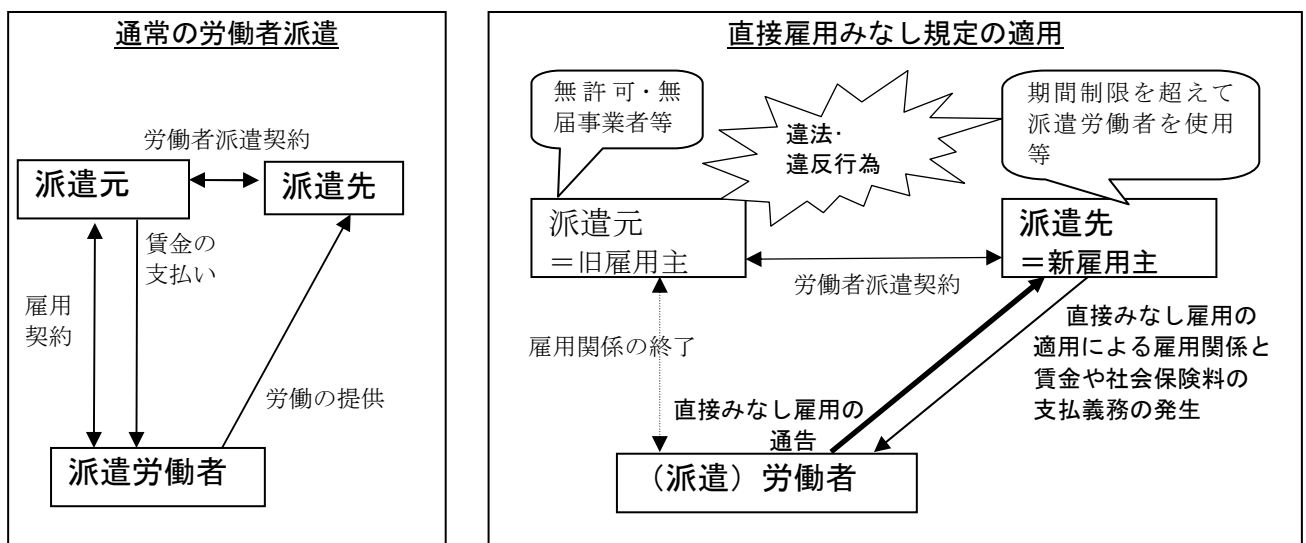 通常の労働者派遣
労働者派遣契約
派遣元
派遣先
賃金の
支払い
雇用
契約
労働の提供
派遣労働者
直接雇用みなし規定の適用
無許可・無
届事業者等
違法・
違反行為
期間制限を超えて
派遣労働者を使用
等
派遣元
＝旧雇用主
派遣先
＝新雇用主
労働者派遣契約
雇用関係の終了
直接みなし雇用の
通告
直接みなし雇用の
適用による雇用関係と
賃金や社会保険料の
支払義務の発生
（派遣）労働者